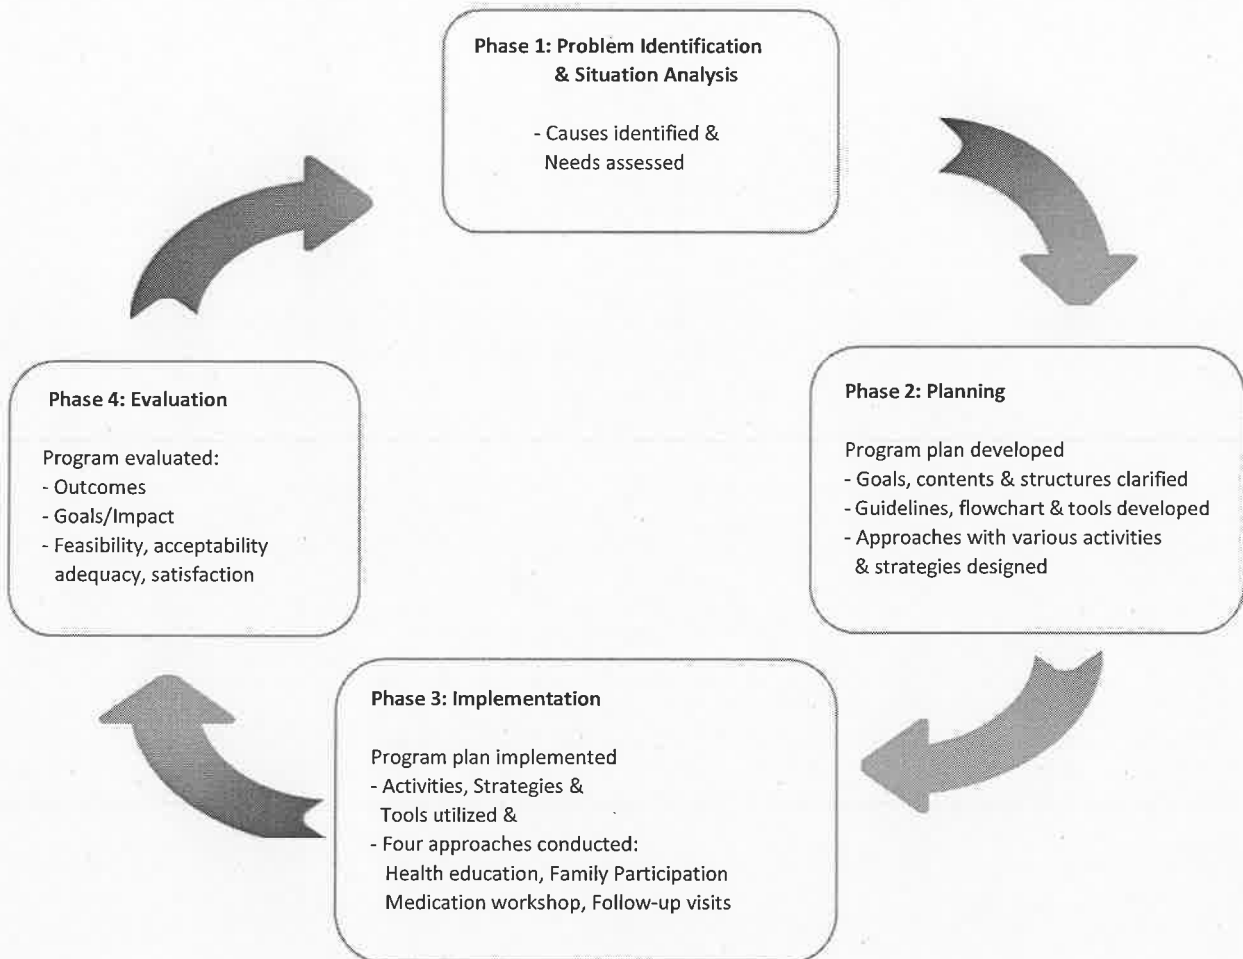 Phase 1: Problem Identification
& Situation Analysis
- Causes identified &
Needs assessed
Phase 2: Planning
Program plan developed
- Goals, contents & structures clarified
- Guidelines, flowchart & tools developed
- Approaches with various activities
& strategies designed
Phase 3: Implementation
Program plan implemented
- Activities, Strategies &
Tools utilized &
- Four approaches conducted:
Health education, Family Participation
Medication workshop, Follow-up visits
Phase 4: Evaluation
Program evaluated:
- Outcomes
- Goals/Impact
- Feasibility, acceptability
adequacy, satisfaction